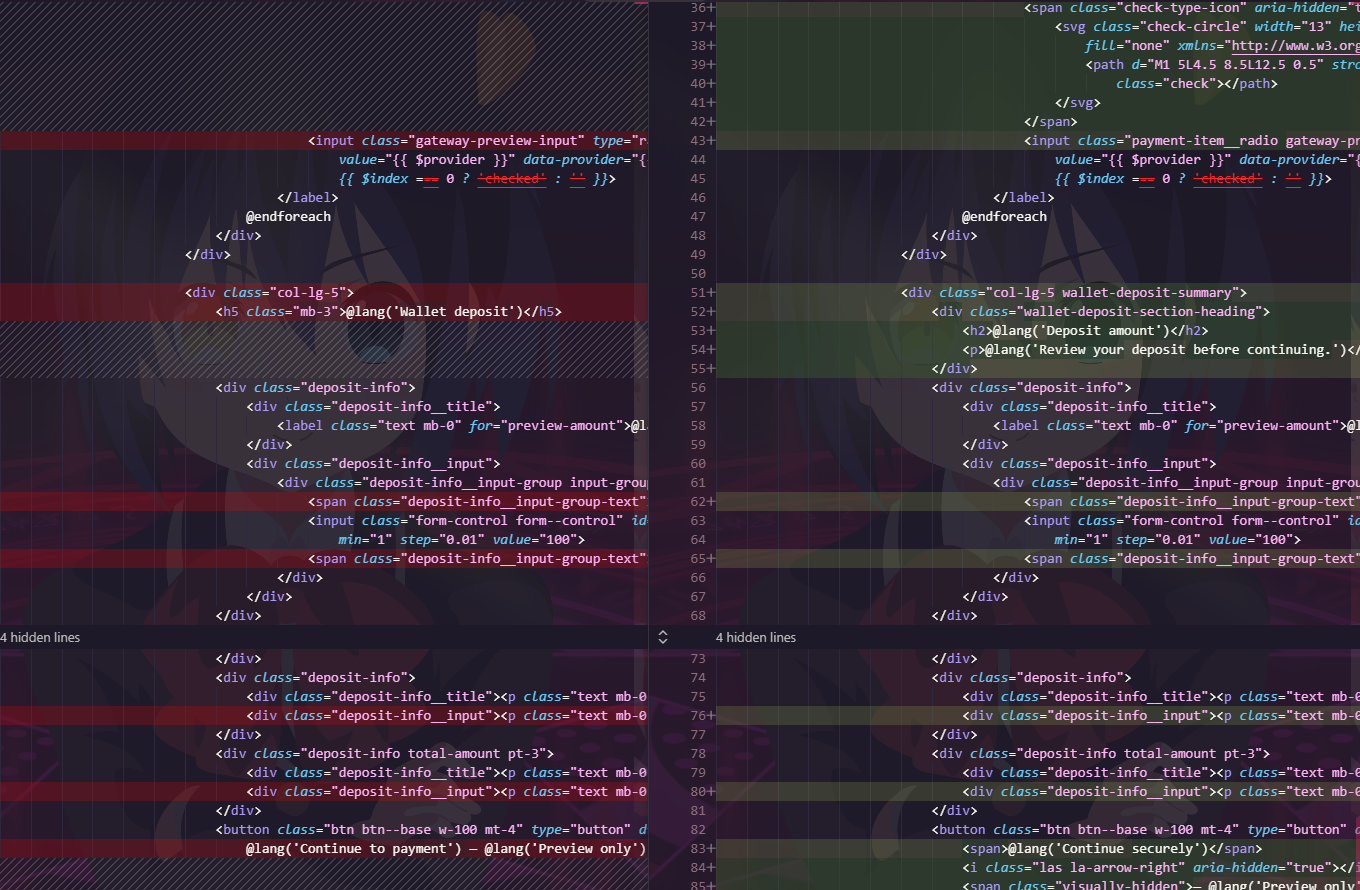 <input class="gateway-preview-input" type="r
value="{{ $provider }}" data-provider="{
{{ $index === 0 ? 'checked' : '' }}>
</label>
@endforeach
</div>
</div>
<div class="col-lg-5">
<h5 class="mb-3">@lang('Wallet deposit')</h5>
<div class="deposit-info">
<div class="deposit-info__title">
<label class="text mb-0" for="preview-amount">@l
</div>
<div class="deposit-info__input">
<div class="deposit-info__input-group input-grou
<span class="deposit-info__input-group-text"
<input class="form-control form--control" id
min="1" step="0.01" value="100">
<span class="deposit-info__input-group-text"
</div>
</div>
</div>
4 hidden lines
</div>
<div class="deposit-info">
<div class="deposit-info__title"><p class="text mb-0
<div class="deposit-info__input"><p class="text mb-0
</div>
<div class="deposit-info total-amount pt-3">
<div class="deposit-info__title"><p class="text mb-0
<div class="deposit-info__input"><p class="text mb-0
</div>
<button class="btn btn--base w-100 mt-4" type="button" d
@lang('Continue to payment') — @lang('Preview only')
36+ <span class="check-type-icon" aria-hidden="t
37+ <svg class="check-circle" width="13" hei
38+ fill="none" xmlns="http://www.w3.org
39+ <path d="M1 5L4.5 8.5L12.5 0.5" stro
40+ class="check"></path>
41+ </svg>
42+ </span>
43+ <input class="payment-item__radio gateway-pr
44 value="{{ $provider }}" data-provider="{
45 {{ $index === 0 ? 'checked' : '' }}>
46 </label>
47 @endforeach
48 </div>
49 </div>
50
51+ <div class="col-lg-5 wallet-deposit-summary">
52+ <div class="wallet-deposit-section-heading">
53+ <h2>@lang('Deposit amount')</h2>
54+ <p>@lang('Review your deposit before continuing.')</
55+ </div>
56 <div class="deposit-info">
57 <div class="deposit-info__title">
58 <label class="text mb-0" for="preview-amount">@l
59 </div>
60 <div class="deposit-info__input">
61 <div class="deposit-info__input-group input-grou
62+ <span class="deposit-info__input-group-text"
63 <input class="form-control form--control" id
64 min="1" step="0.01" value="100">
65+ <span class="deposit-info__input-group-text"
66 </div>
67 </div>
68 </div>
4 hidden lines
73 </div>
74 <div class="deposit-info">
75 <div class="deposit-info__title"><p class="text mb-0
76+ <div class="deposit-info__input"><p class="text mb-0
77 </div>
78 <div class="deposit-info total-amount pt-3">
79 <div class="deposit-info__title"><p class="text mb-0
80+ <div class="deposit-info__input"><p class="text mb-0
81 </div>
82 <button class="btn btn--base w-100 mt-4" type="button" d
83+ <span>@lang('Continue securely')</span>
84+ <i class="las la-arrow-right" aria-hidden="true"></i
85+ <span class="visually-hidden">— @lang('Preview only